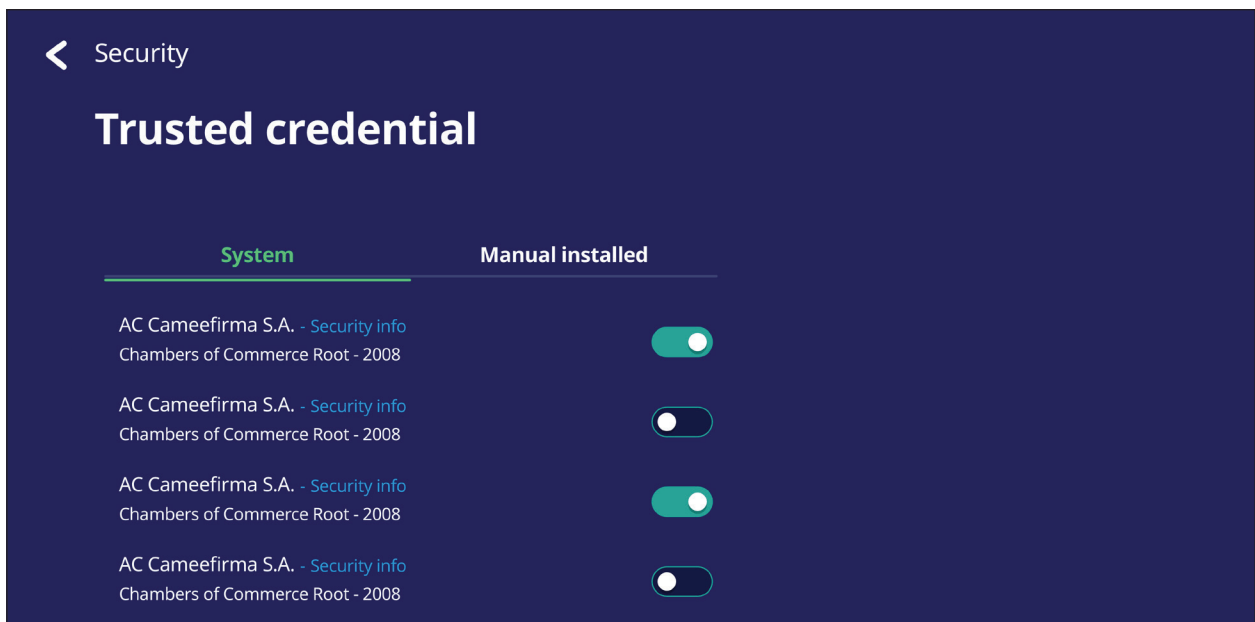 Security
Trusted credential
System
Manual installed
AC Cameefirma S.A. - Security info
Chambers of Commerce Root - 2008
AC Cameefirma S.A. - Security info
Chambers of Commerce Root - 2008
AC Cameefirma S.A. - Security info
Chambers of Commerce Root - 2008
AC Cameefirma S.A. - Security info
Chambers of Commerce Root - 2008